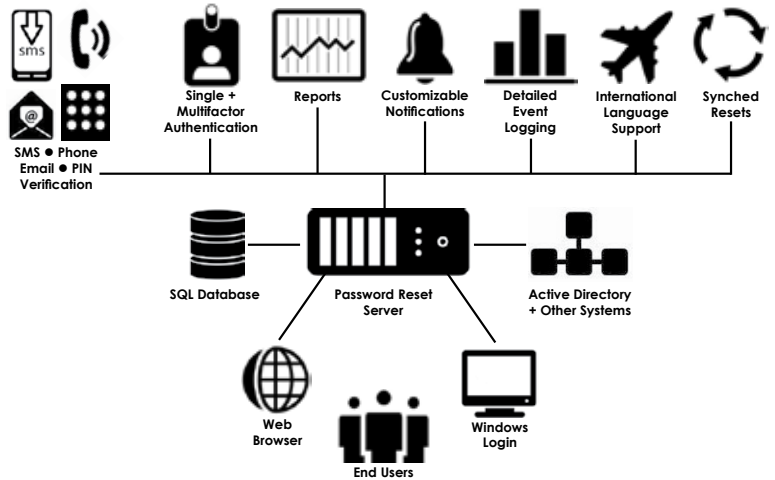 sms
@
SMS ● Phone
Email ● PIN
Verification
Single +
Multifactor
Authentication
Reports
Customizable
Notifications
Detailed
Event
Logging
International
Language
Support
Synched
Resets
SQL Database
Password Reset
Server
Active Directory
+ Other Systems
Web
Browser
End Users
Windows
Login